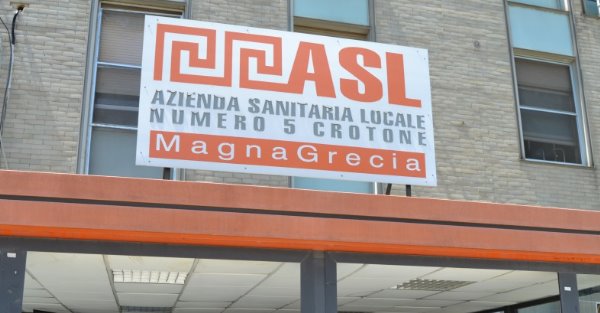 ASL
AZIENDA SANITARIA LOCALE
NUMERO 5 CROTONE
MagnaGrecia